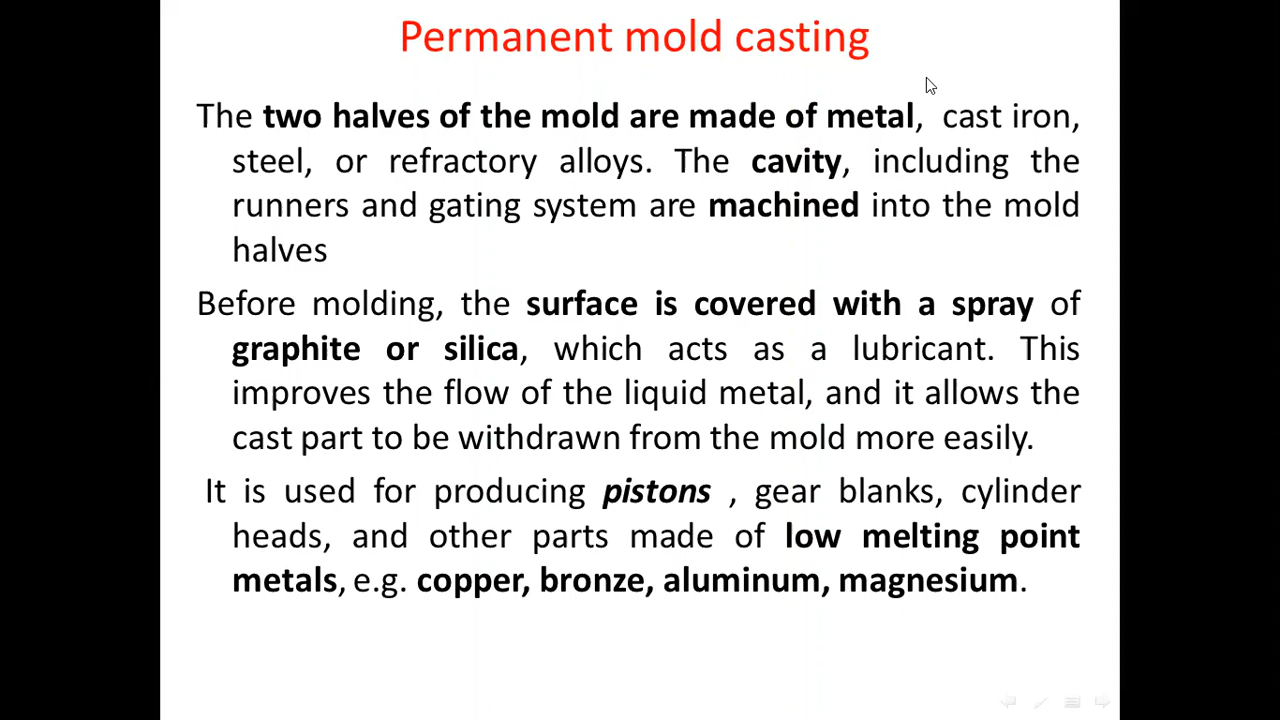 Permanent mold casting
The two halves of the mold are made of metal, cast iron,
steel, or refractory alloys. The cavity, including the
runners and gating system are machined into the mold
halves
Before molding, the surface is covered with a spray of
graphite or silica, which acts as a lubricant. This
improves the flow of the liquid metal, and it allows the
cast part to be withdrawn from the mold more easily.
It is used for producing pistons , gear blanks, cylinder
heads, and other parts made of low melting point
metals, e.g. copper, bronze, aluminum, magnesium.